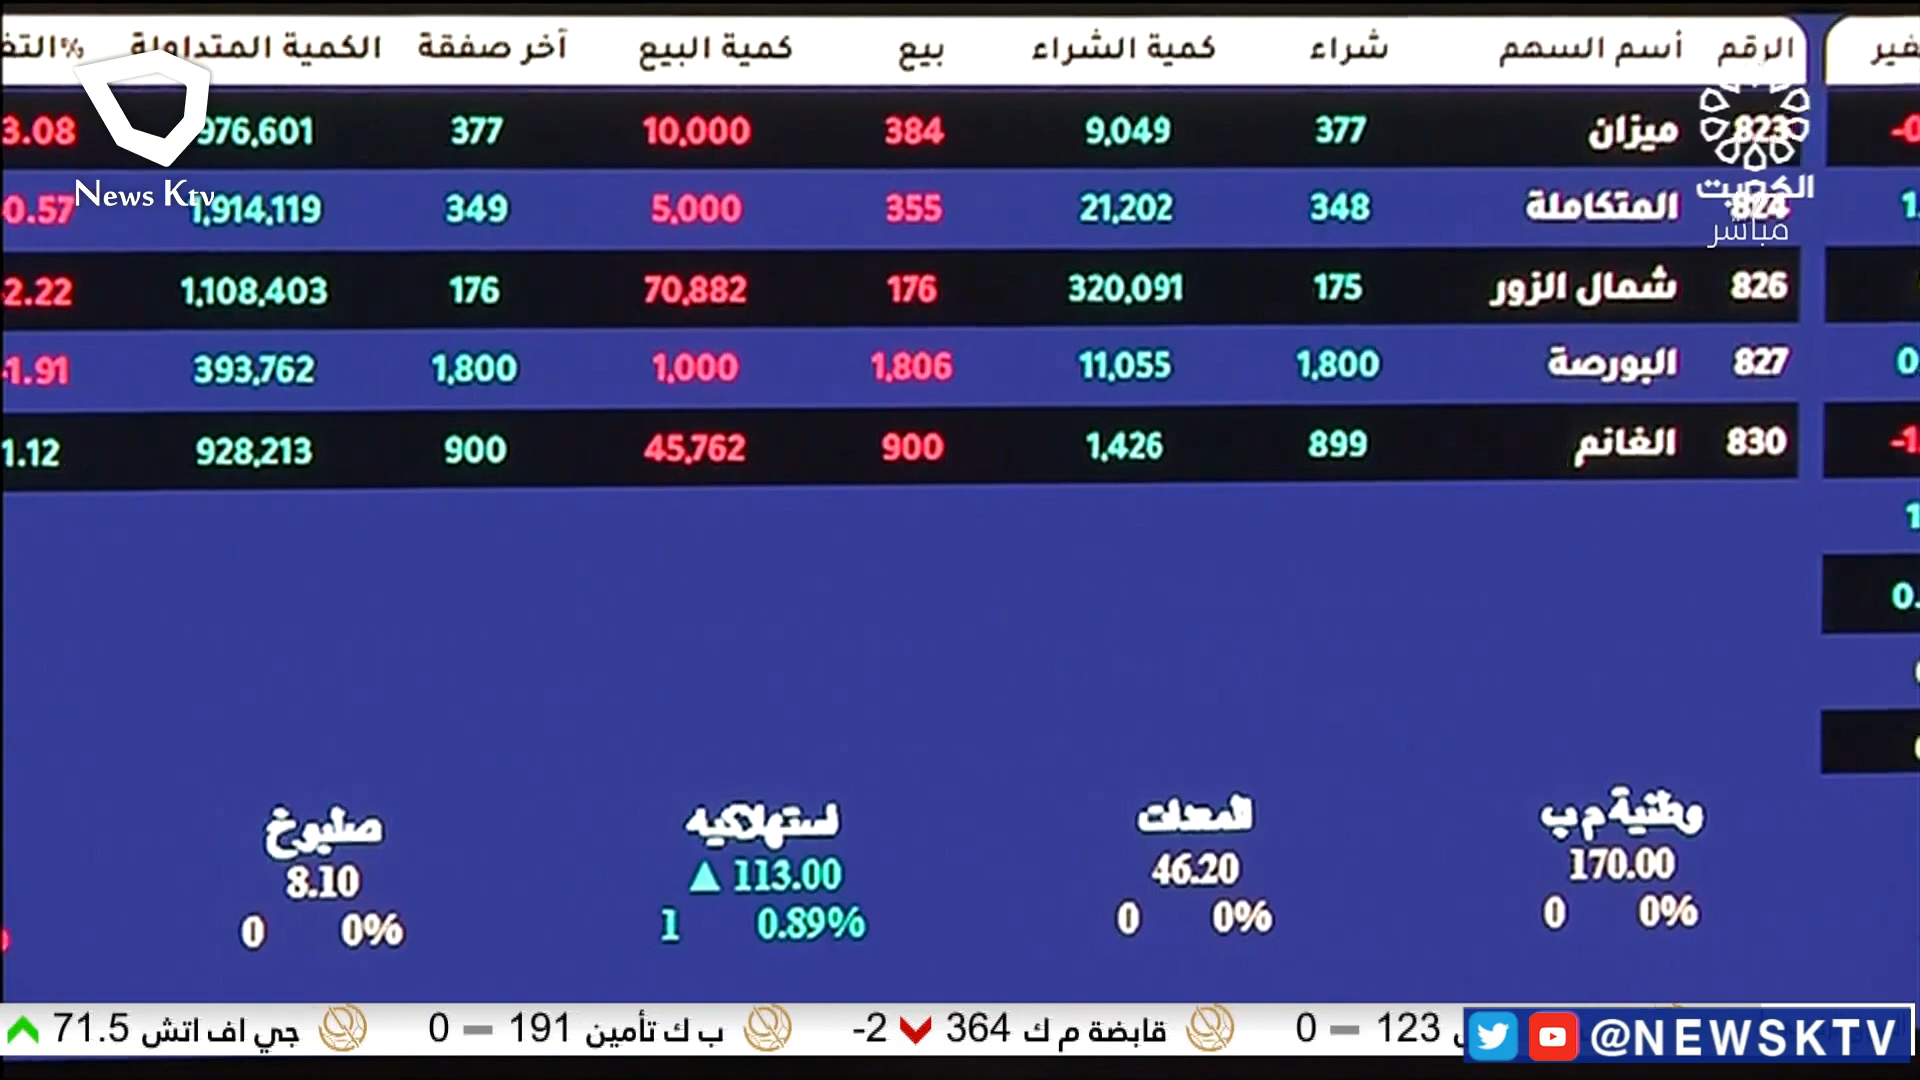 الرقم أسم السهم شراء كمية الشراء بيع كمية البيع آخر صفقة الكمية المتداولة
823 ميزان 377 9,049 384 10,000 377 976,601 3.08
824 المتكاملة 348 21,202 355 5,000 349 1,914,119 0.57
826 شمال الزور 175 320,091 176 70,882 176 1,108,403 2.22
827 البورصة 1,800 11,055 1,806 1,000 1,800 393,762 1.91
830 الغانم 899 1,426 900 45,762 900 928,213 1.12
الكويت
مباشر
News Ktv
وطنية م ب المعدات استهلاكيه صلبوخ
170.00 46.20 113.00 8.10
0 0% 0 0% 1 0.89% 0 0%
123 0 قابضة م ك 364 -2 ب ك تأمين 191 0 جي اف اتش 71.5
@NEWSKTV